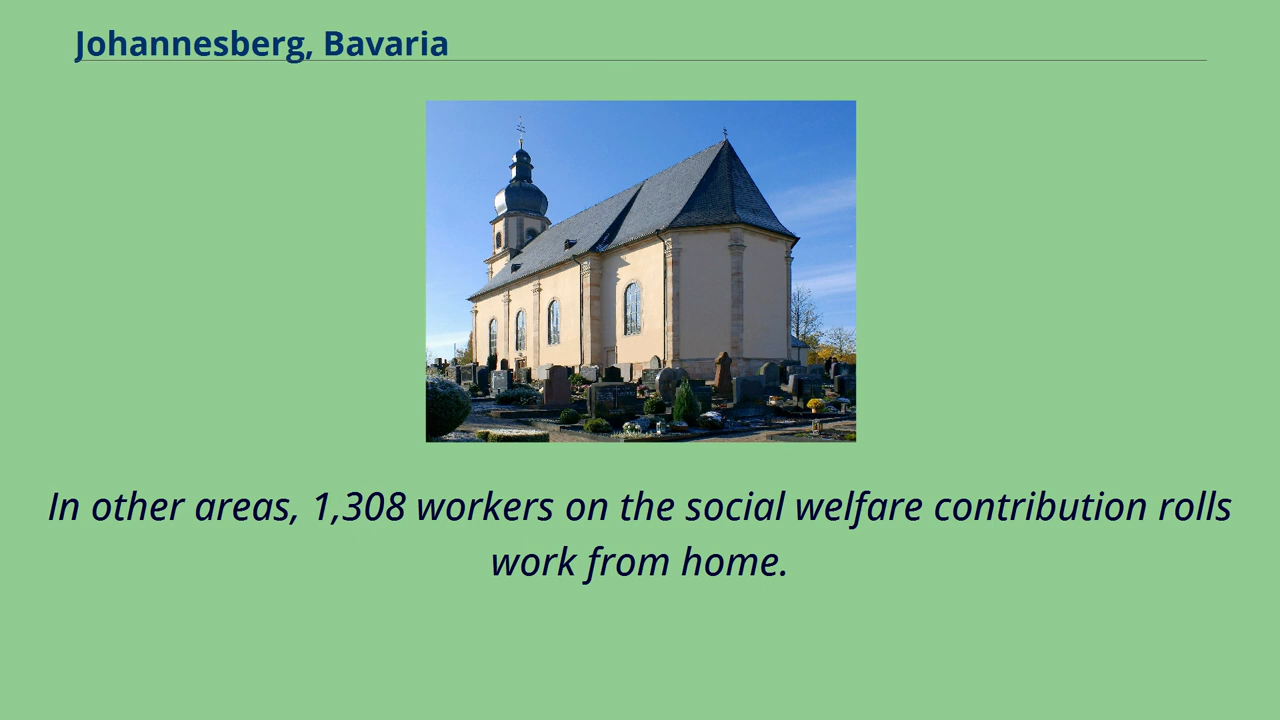 Johannesberg, Bavaria
In other areas, 1,308 workers on the social welfare contribution rolls
work from home.